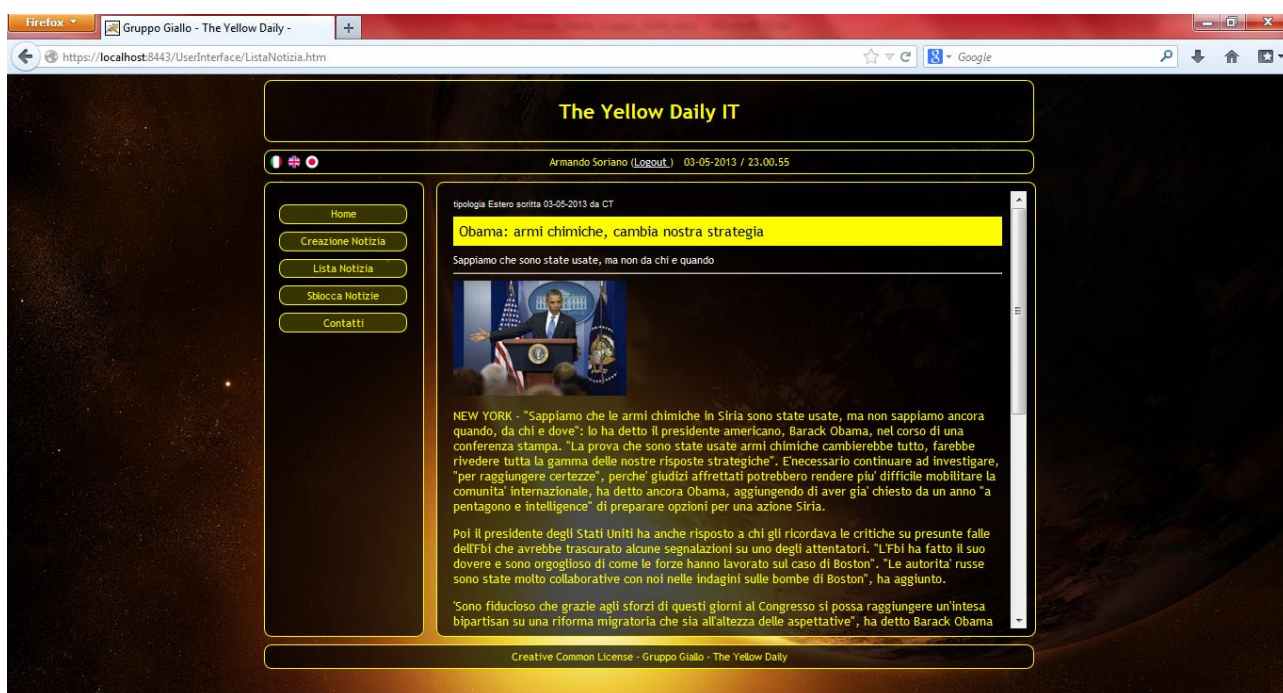 Firefox
Gruppo Giallo - The Yellow Daily -
https://localhost:8443/UserInterface/ListaNotizia.htm
Google
The Yellow Daily IT
Armando Soriano (Logout ) 03-05-2013 / 23.00.55
Home
Creazione Notizia
Lista Notizia
Sblocca Notizie
Contatti
tipologia Estero scritta 03-05-2013 da CT
Obama: armi chimiche, cambia nostra strategia
Sappiamo che sono state usate, ma non da chi e quando
NEW YORK - "Sappiamo che le armi chimiche in Siria sono state usate, ma non sappiamo ancora
quando, da chi e dove": lo ha detto il presidente americano, Barack Obama, nel corso di una
conferenza stampa. "La prova che sono state usate armi chimiche cambierebbe tutto, farebbe
rivedere tutta la gamma delle nostre risposte strategiche". E'necessario continuare ad investigare,
"per raggiungere certezze", perche' giudizi affrettati potrebbero rendere piu' difficile mobilitare la
comunita' internazionale, ha detto ancora Obama, aggiungendo di aver gia' chiesto da un anno "a
pentagono e intelligence" di preparare opzioni per una azione Siria.
Poi il presidente degli Stati Uniti ha anche risposto a chi gli ricordava le critiche su presunte falle
dell'Fbi che avrebbe trascurato alcune segnalazioni su uno degli attentatori. "L'Fbi ha fatto il suo
dovere e sono orgoglioso di come le forze hanno lavorato sul caso di Boston". "Le autorita' russe
sono state molto collaborative con noi nelle indagini sulle bombe di Boston", ha aggiunto.
'Sono fiducioso che grazie agli sforzi di questi giorni al Congresso si possa raggiungere un'intesa
bipartisan su una riforma migratoria che sia all'altezza delle aspettative", ha detto Barack Obama
Creative Common License - Gruppo Giallo - The Yellow Daily